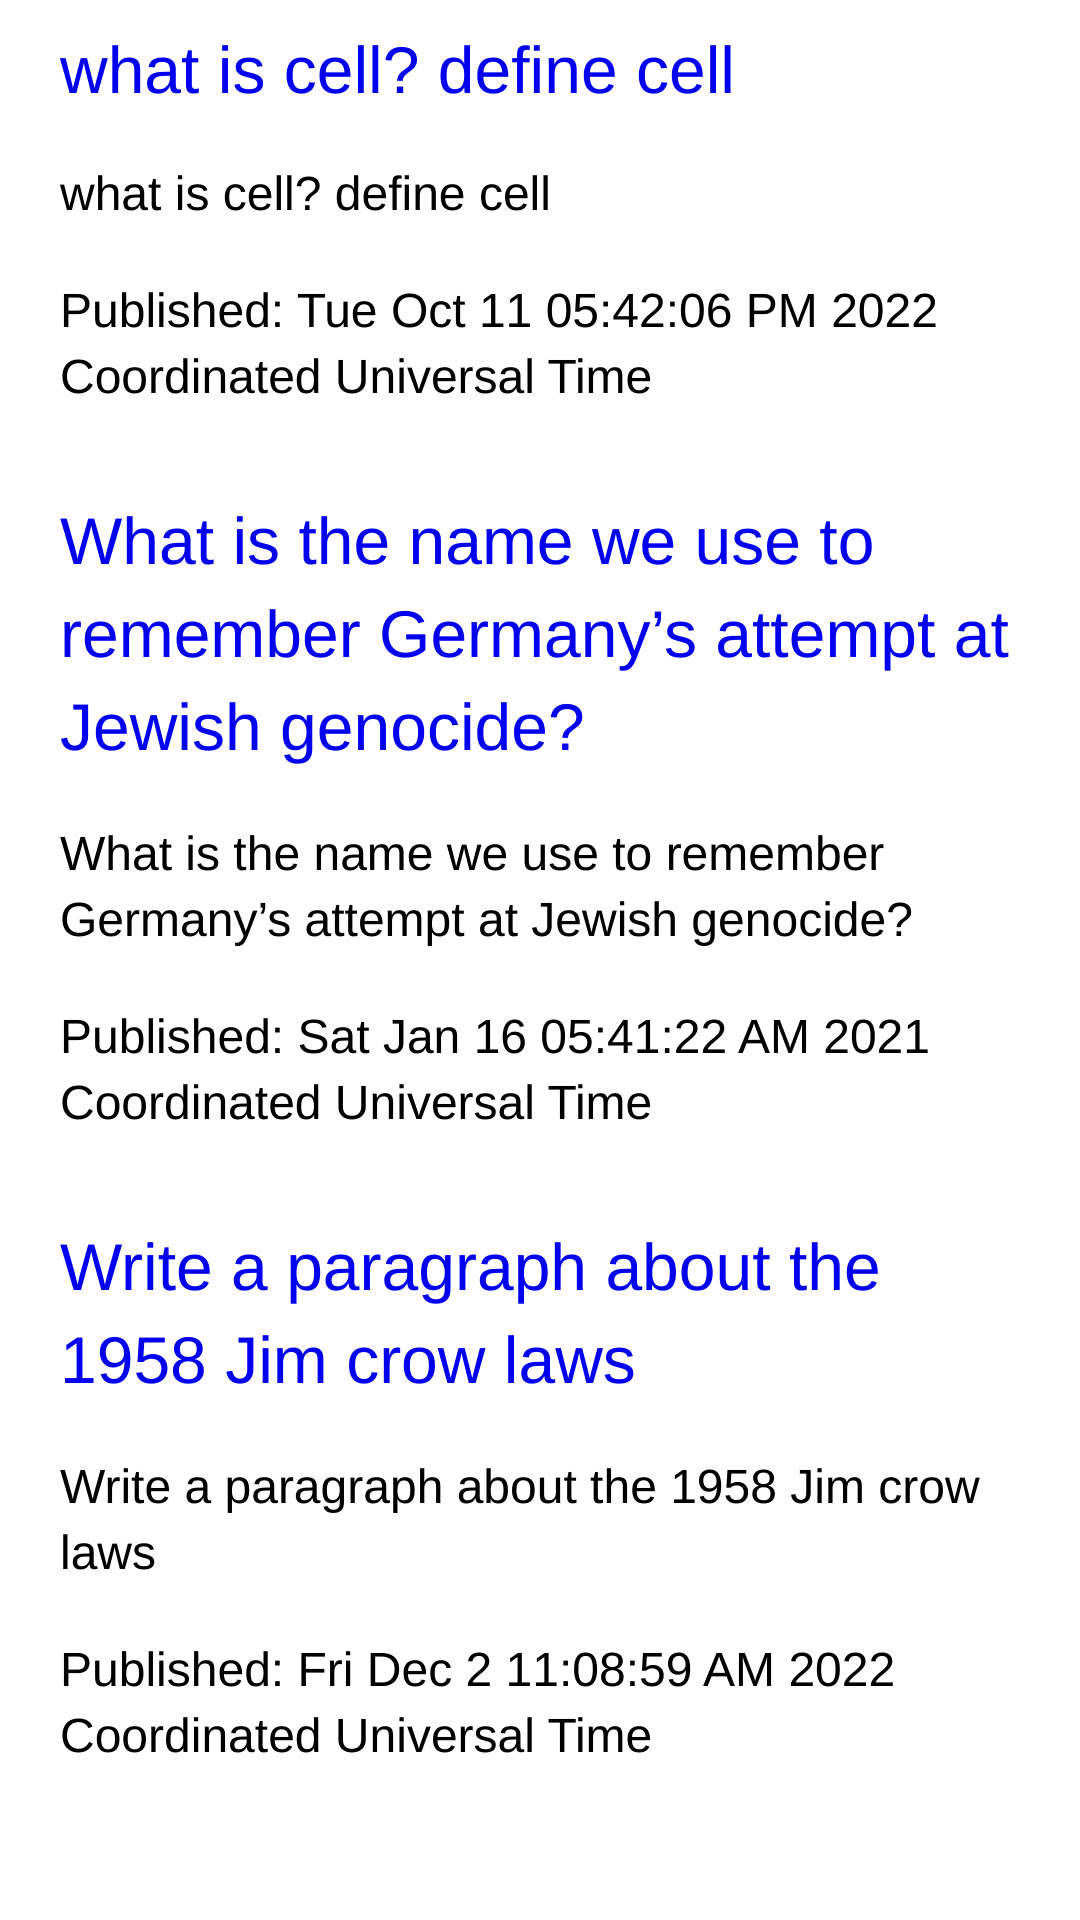 what is cell? define cell
what is cell? define cell
Published: Tue Oct 11 05:42:06 PM 2022
Coordinated Universal Time
What is the name we use to
remember Germany’s attempt at
Jewish genocide?
What is the name we use to remember
Germany’s attempt at Jewish genocide?
Published: Sat Jan 16 05:41:22 AM 2021
Coordinated Universal Time
Write a paragraph about the
1958 Jim crow laws
Write a paragraph about the 1958 Jim crow
laws
Published: Fri Dec 2 11:08:59 AM 2022
Coordinated Universal Time